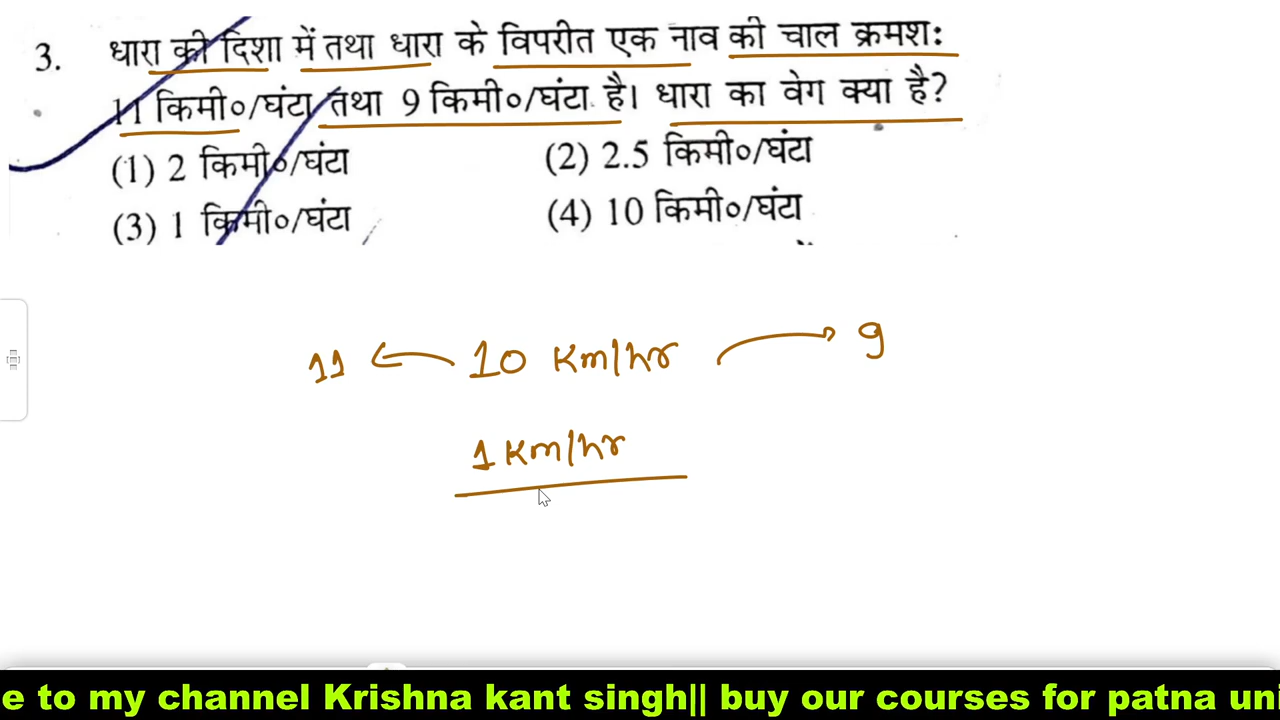 3. धारा की दिशा में तथा धारा के विपरीत एक नाव की चाल क्रमशः
11 किमी०/घंटा तथा 9 किमी०/घंटा है। धारा का वेग क्या है?
(1) 2 किमी०/घंटा (2) 2.5 किमी०/घंटा
(3) 1 किमी०/घंटा (4) 10 किमी०/घंटा
11 ← 10 Km/hr → 9
1 Km/hr
e to my channel Krishna kant singh|| buy our courses for patna uni